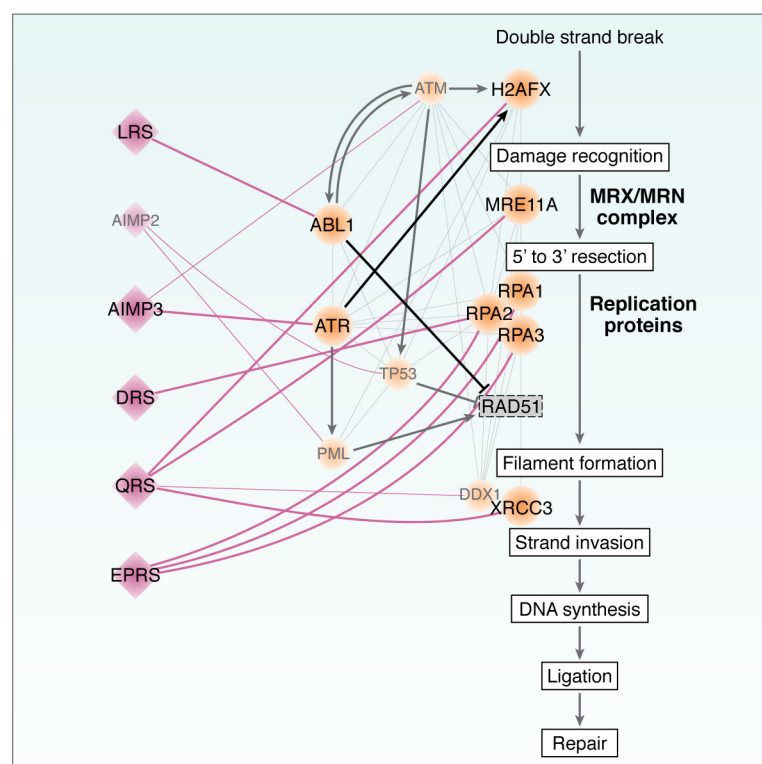 Double strand break
ATM
H2AFX
LRS
Damage recognition
MRE11A
MRX/MRN
complex
AIMP2
ABL1
5’ to 3’ resection
RPA1
AIMP3
RPA2
Replication
proteins
ATR
RPA3
TP53
DRS
RAD51
PML
Filament formation
QRS
DDX1
XRCC3
Strand invasion
EPRS
DNA synthesis
Ligation
Repair